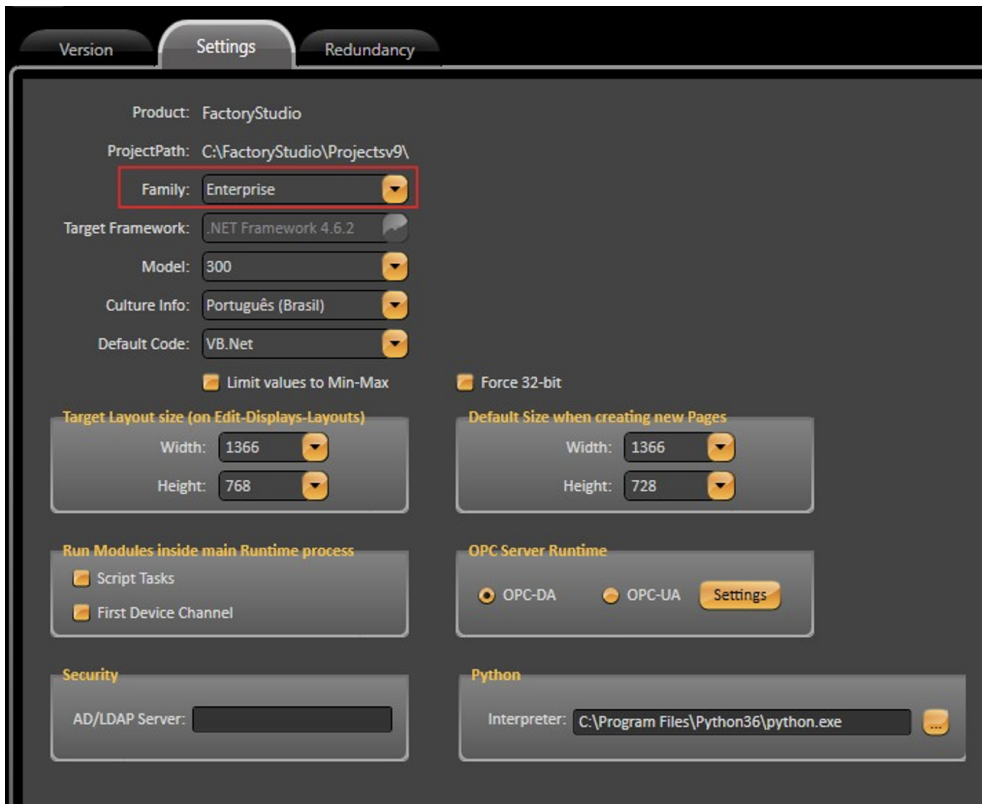 Version Settings Redundancy
Product: FactoryStudio
ProjectPath: C:\FactoryStudio\Projectsv9\
Family: Enterprise
Target Framework: .NET Framework 4.6.2
Model: 300
Culture Info: Português (Brasil)
Default Code: VB.Net
Limit values to Min-Max Force 32-bit
Target Layout size (on Edit-Displays-Layouts)
Width: 1366
Height: 768
Default Size when creating new Pages
Width: 1366
Height: 728
Run Modules inside main Runtime process
Script Tasks
First Device Channel
OPC Server Runtime
OPC-DA OPC-UA Settings
Security
AD/LDAP Server:
Python
Interpreter: C:\Program Files\Python36\python.exe ...